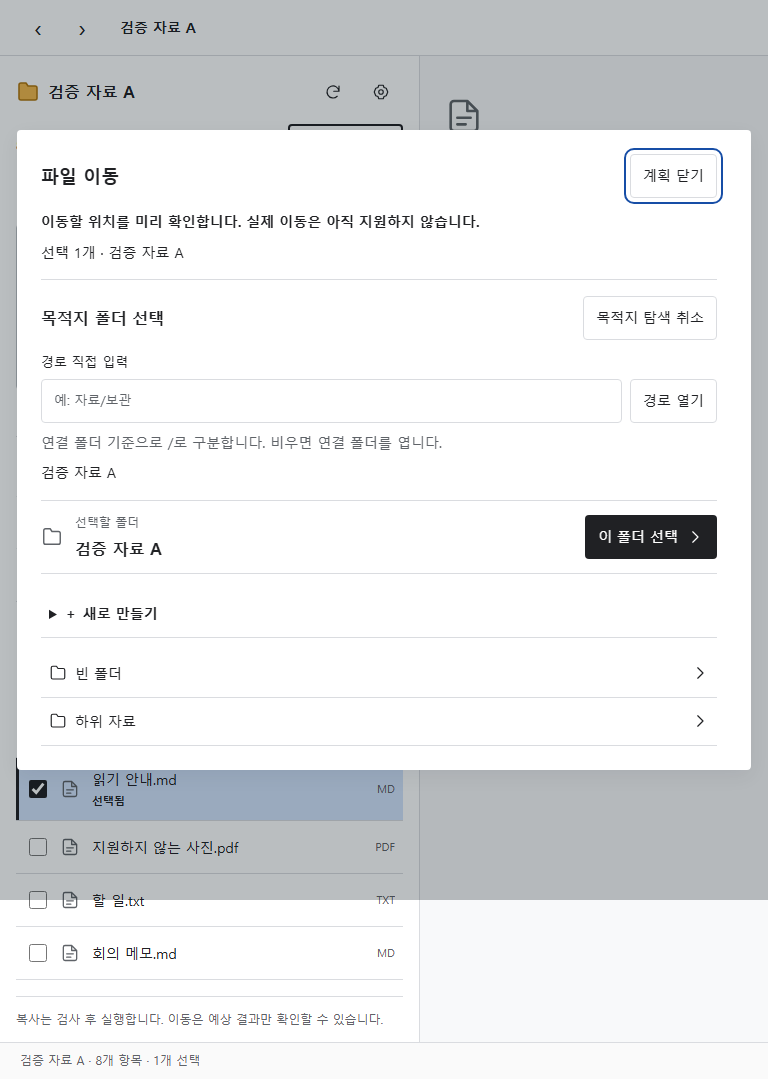 검증 자료 A
검증 자료 A
파일 이동
계획 닫기
이동할 위치를 미리 확인합니다. 실제 이동은 아직 지원하지 않습니다.
선택 1개 · 검증 자료 A
목적지 폴더 선택
목적지 탐색 취소
경로 직접 입력
예: 자료/보관
경로 열기
연결 폴더 기준으로 /로 구분합니다. 비우면 연결 폴더를 엽니다.
검증 자료 A
선택할 폴더
검증 자료 A
이 폴더 선택
+ 새로 만들기
빈 폴더
하위 자료
읽기 안내.md
MD
선택됨
지원하지 않는 사진.pdf
PDF
할 일.txt
TXT
회의 메모.md
MD
복사는 검사 후 실행합니다. 이동은 예상 결과만 확인할 수 있습니다.
검증 자료 A · 8개 항목 · 1개 선택